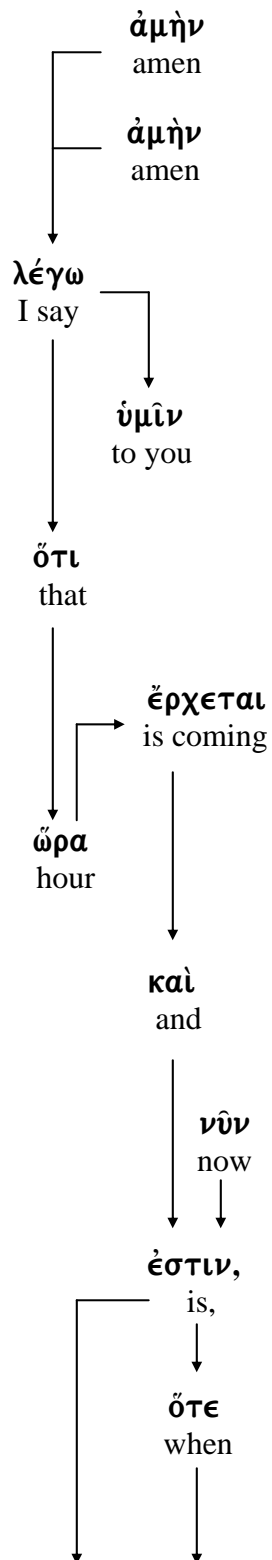 ἀμὴν
amen
ἀμὴν
amen
λέγω
I say
ὑμῖν
to you
ὅτι
that
ἔρχεται
is coming
ὥρα
hour
καὶ
and
νῦν
now
ἐστιν,
is,
ὅτε
when